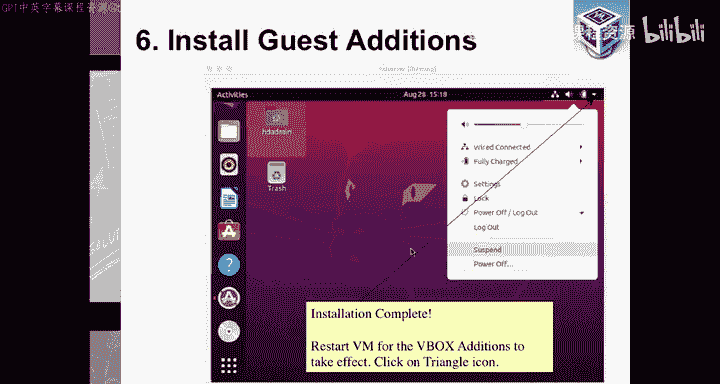 6. Install Guest Additions
bilibili
Activities
Aug 28 15:18
hdadmin
Trash
Wired Connected
Fully Charged
Settings
Lock
Power Off / Log Out
Log Out
Suspend
Power Off...
Installation Complete!
Restart VM for the VBOX Additions to
take effect. Click on Triangle icon.